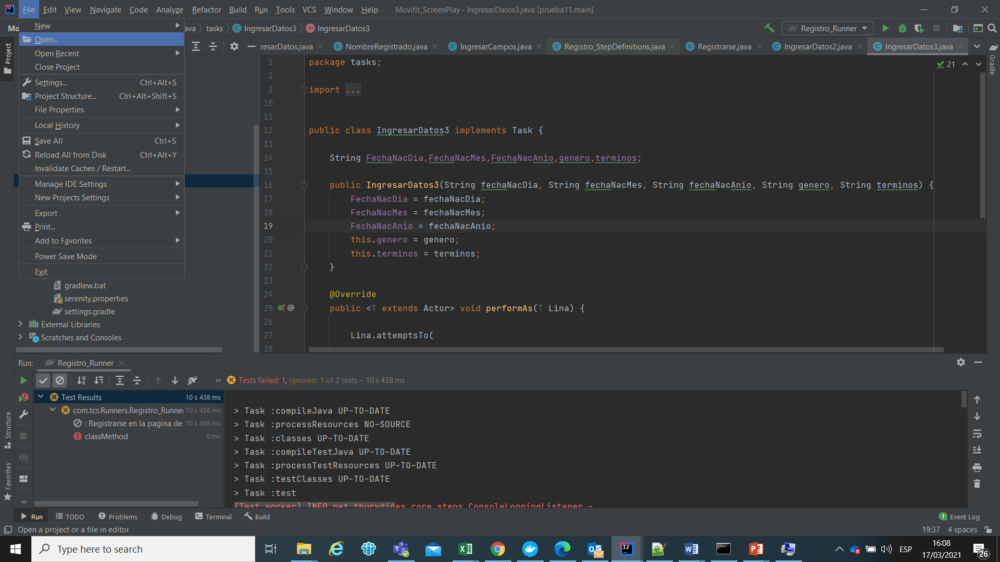 File Edit View Navigate Code Analyze Refactor Build Run Tools VCS Window Help Movifit_ScreenPlay - IngresarDatos3.java [prueba11.main]
Mo ava tasks IngresarDatos3 IngresarDatos3 Registro_Runner
resarDatos.java NombreRegistrado.java IngresarCampos.java Registro_StepDefinitions.java Registrarse.java IngresarDatos2.java IngresarDatos3.java
New
Open...
Open Recent
Close Project
Settings... Ctrl+Alt+S
Project Structure... Ctrl+Alt+Shift+S
File Properties
Local History
Save All Ctrl+S
Reload All from Disk Ctrl+Alt+Y
Invalidate Caches / Restart...
Manage IDE Settings
New Projects Settings
Export
Print...
Add to Favorites
Power Save Mode
Exit
gradlew.bat
serenity.properties
settings.gradle
External Libraries
Scratches and Consoles
Project
Structure
Favorites
Gradle
21
1 package tasks;
2
3 import ...
10
11
12 public class IngresarDatos3 implements Task {
13
14 String FechaNacDia,FechaNacMes,FechaNacAnio,genero,terminos;
15
16 public IngresarDatos3(String fechaNacDia, String fechaNacMes, String fechaNacAnio, String genero, String terminos) {
17 FechaNacDia = fechaNacDia;
18 FechaNacMes = fechaNacMes;
19 FechaNacAnio = fechaNacAnio;
20 this.genero = genero;
21 this.terminos = terminos;
22 }
23
24 @Override
25 @ public <T extends Actor> void performAs(T Lina) {
26
27 Lina.attemptsTo(
28
Run: Registro_Runner
Tests failed: 1, ignored: 1 of 2 tests – 10 s 438 ms
Test Results 10 s 438 ms
com.tcs.Runners.Registro_Runner 10 s 438 ms
: Registrarse en la pagina de 10 s 438 ms
classMethod 0 ms
> Task :compileJava UP-TO-DATE
> Task :processResources NO-SOURCE
> Task :classes UP-TO-DATE
> Task :compileTestJava UP-TO-DATE
> Task :processTestResources UP-TO-DATE
> Task :testClasses UP-TO-DATE
> Task :test
[Test worker] INFO net.thucydides.core.steps.ConsoleLoggingListener -
Run TODO Problems Debug Terminal Build 1 Event Log
Open a project or a file in editor 19:37 4 spaces
Type here to search ESP 16:08
17/03/2021 26